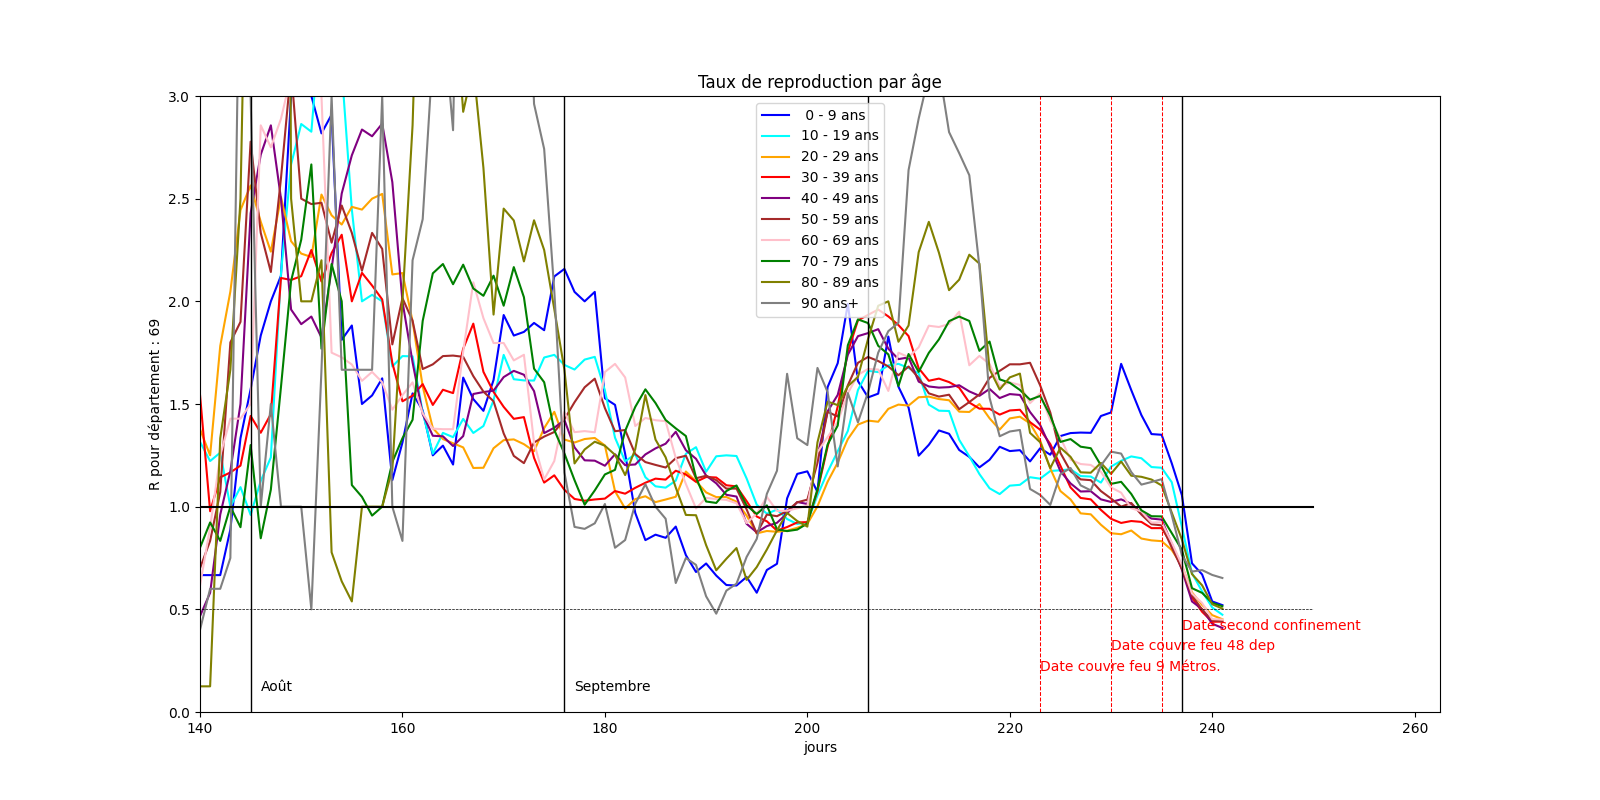 Taux de reproduction par âge
R pour département : 69
3.0
2.5
2.0
1.5
1.0
0.5
0.0
0 - 9 ans
10 - 19 ans
20 - 29 ans
30 - 39 ans
40 - 49 ans
50 - 59 ans
60 - 69 ans
70 - 79 ans
80 - 89 ans
90 ans+
Date second confinement
Date couvre feu 48 dep
Date couvre feu 9 Métros.
Août
Septembre
140
160
180
200
220
240
260
jours